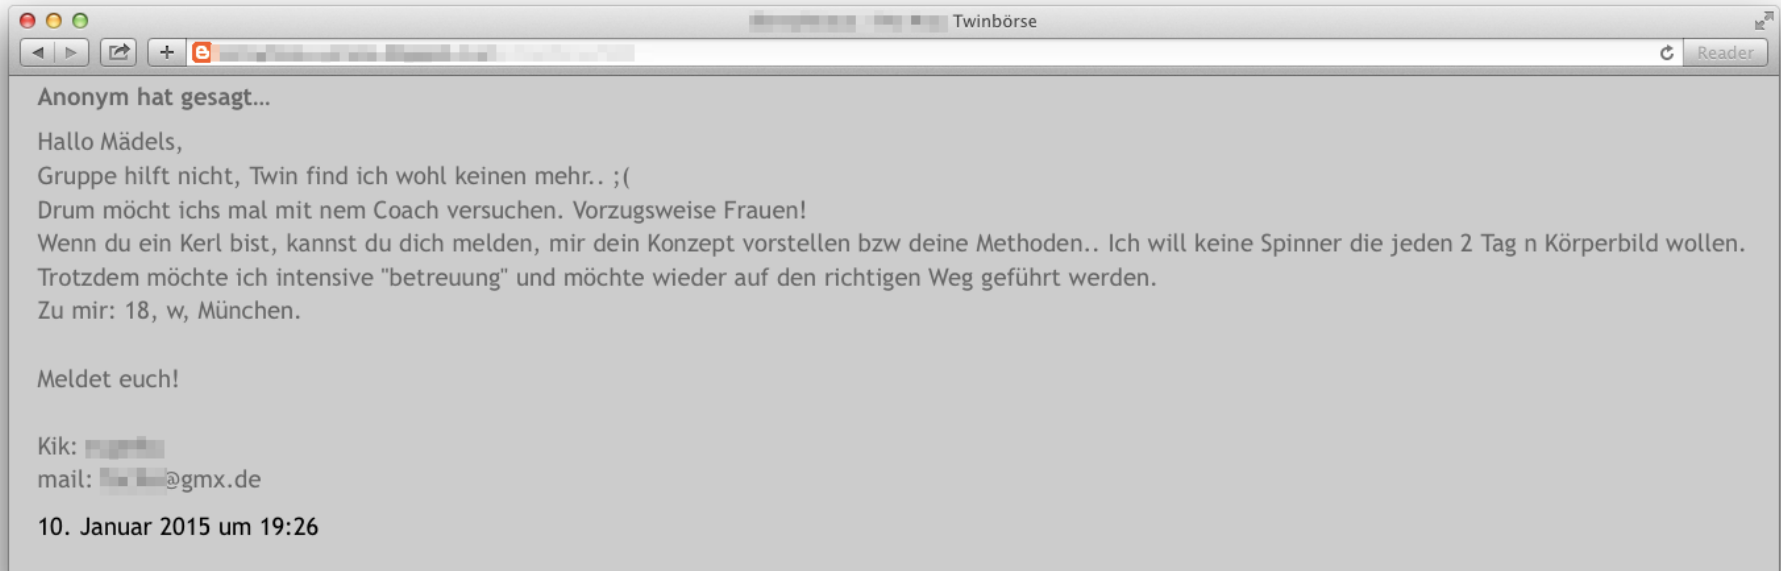 Twinbörse
Reader
Anonym hat gesagt...
Hallo Mädels,
Gruppe hilft nicht, Twin find ich wohl keinen mehr.. ;(
Drum möcht ichs mal mit nem Coach versuchen. Vorzugsweise Frauen!
Wenn du ein Kerl bist, kannst du dich melden, mir dein Konzept vorstellen bzw deine Methoden.. Ich will keine Spinner die jeden 2 Tag n Körperbild wollen.
Trotzdem möchte ich intensive "betreuung" und möchte wieder auf den richtigen Weg geführt werden.
Zu mir: 18, w, München.
Meldet euch!
Kik:
mail: @gmx.de
10. Januar 2015 um 19:26